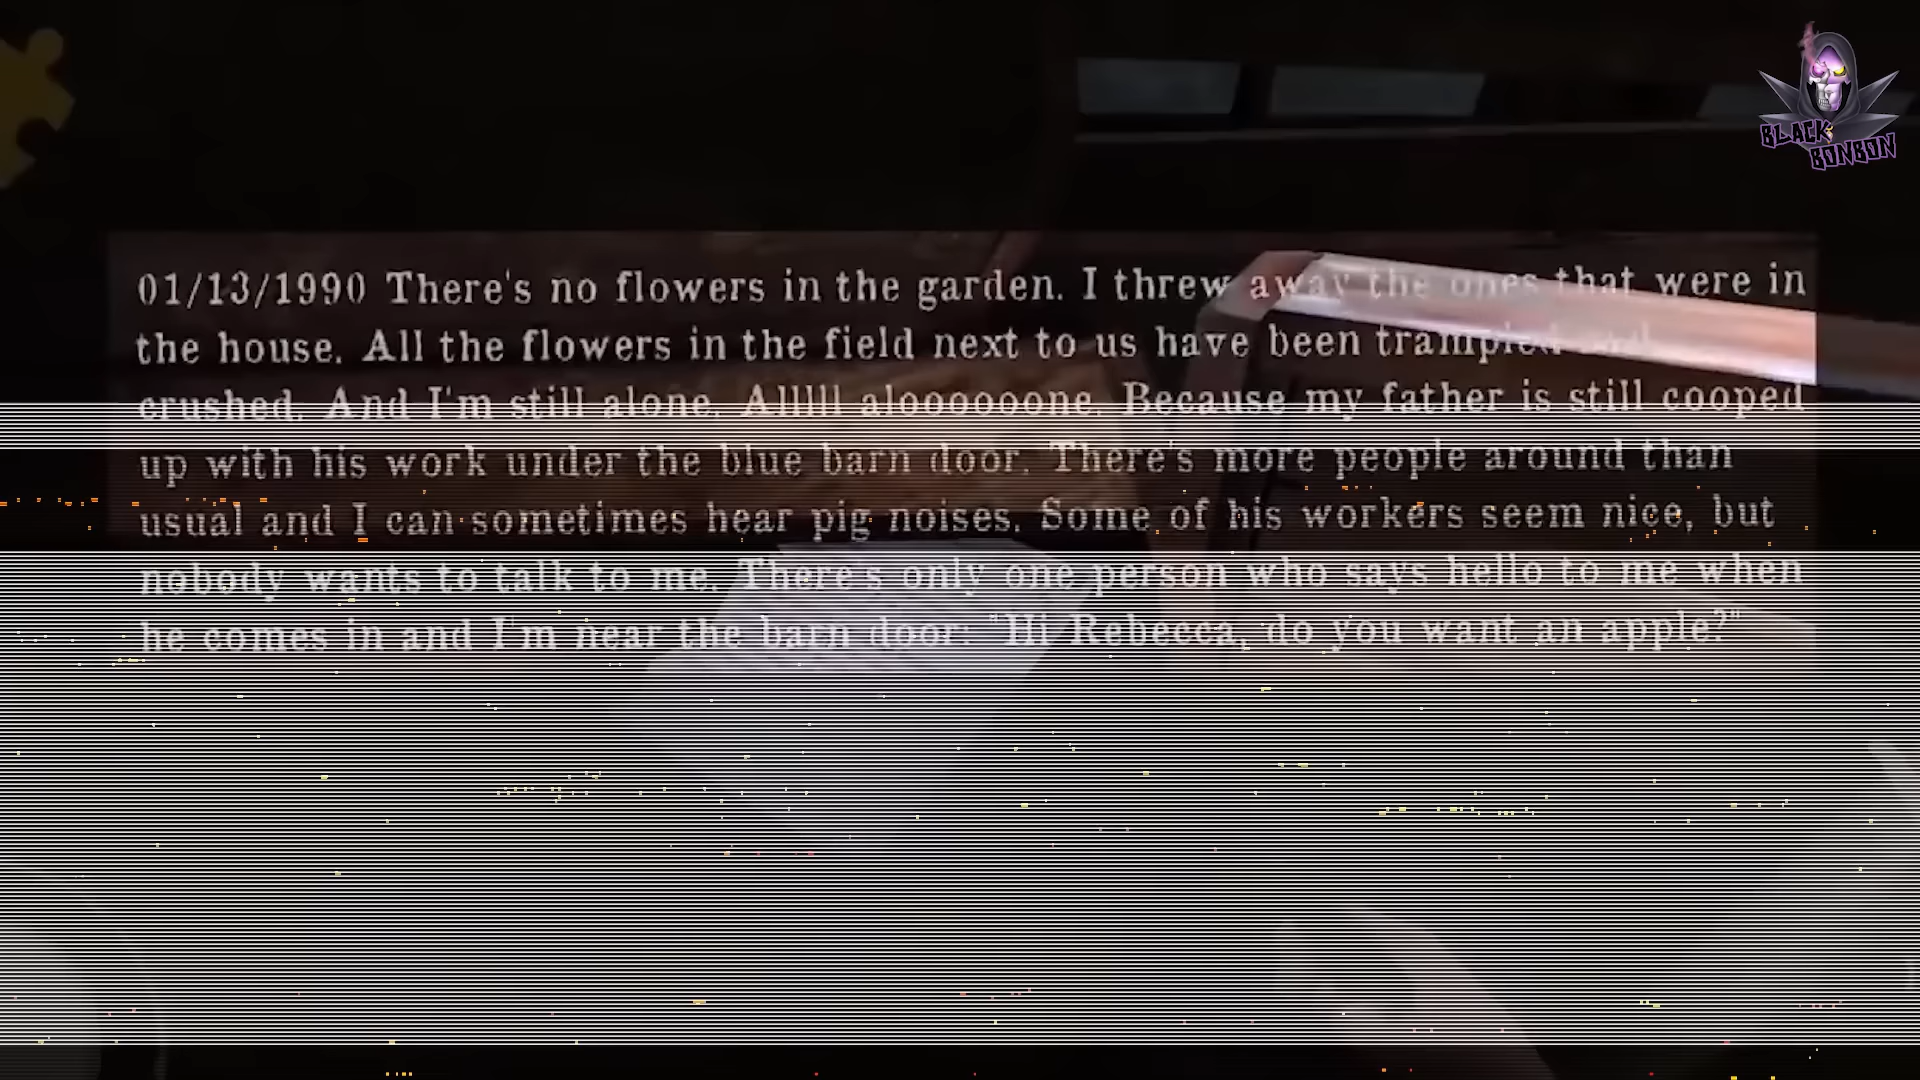 BLACK
BONBON
01/13/1990 There's no flowers in the garden. I threw away the ones that were in
the house. All the flowers in the field next to us have been trampled and
crushed. And I'm still alone. Alllll aloooooone. Because my father is still cooped
up with his work under the blue barn door. There's more people around than
usual and I can sometimes hear pig noises. Some of his workers seem nice, but
nobody wants to talk to me. There's only one person who says hello to me when
he comes in and I'm near the barn door: "Hi Rebecca, do you want an apple?"